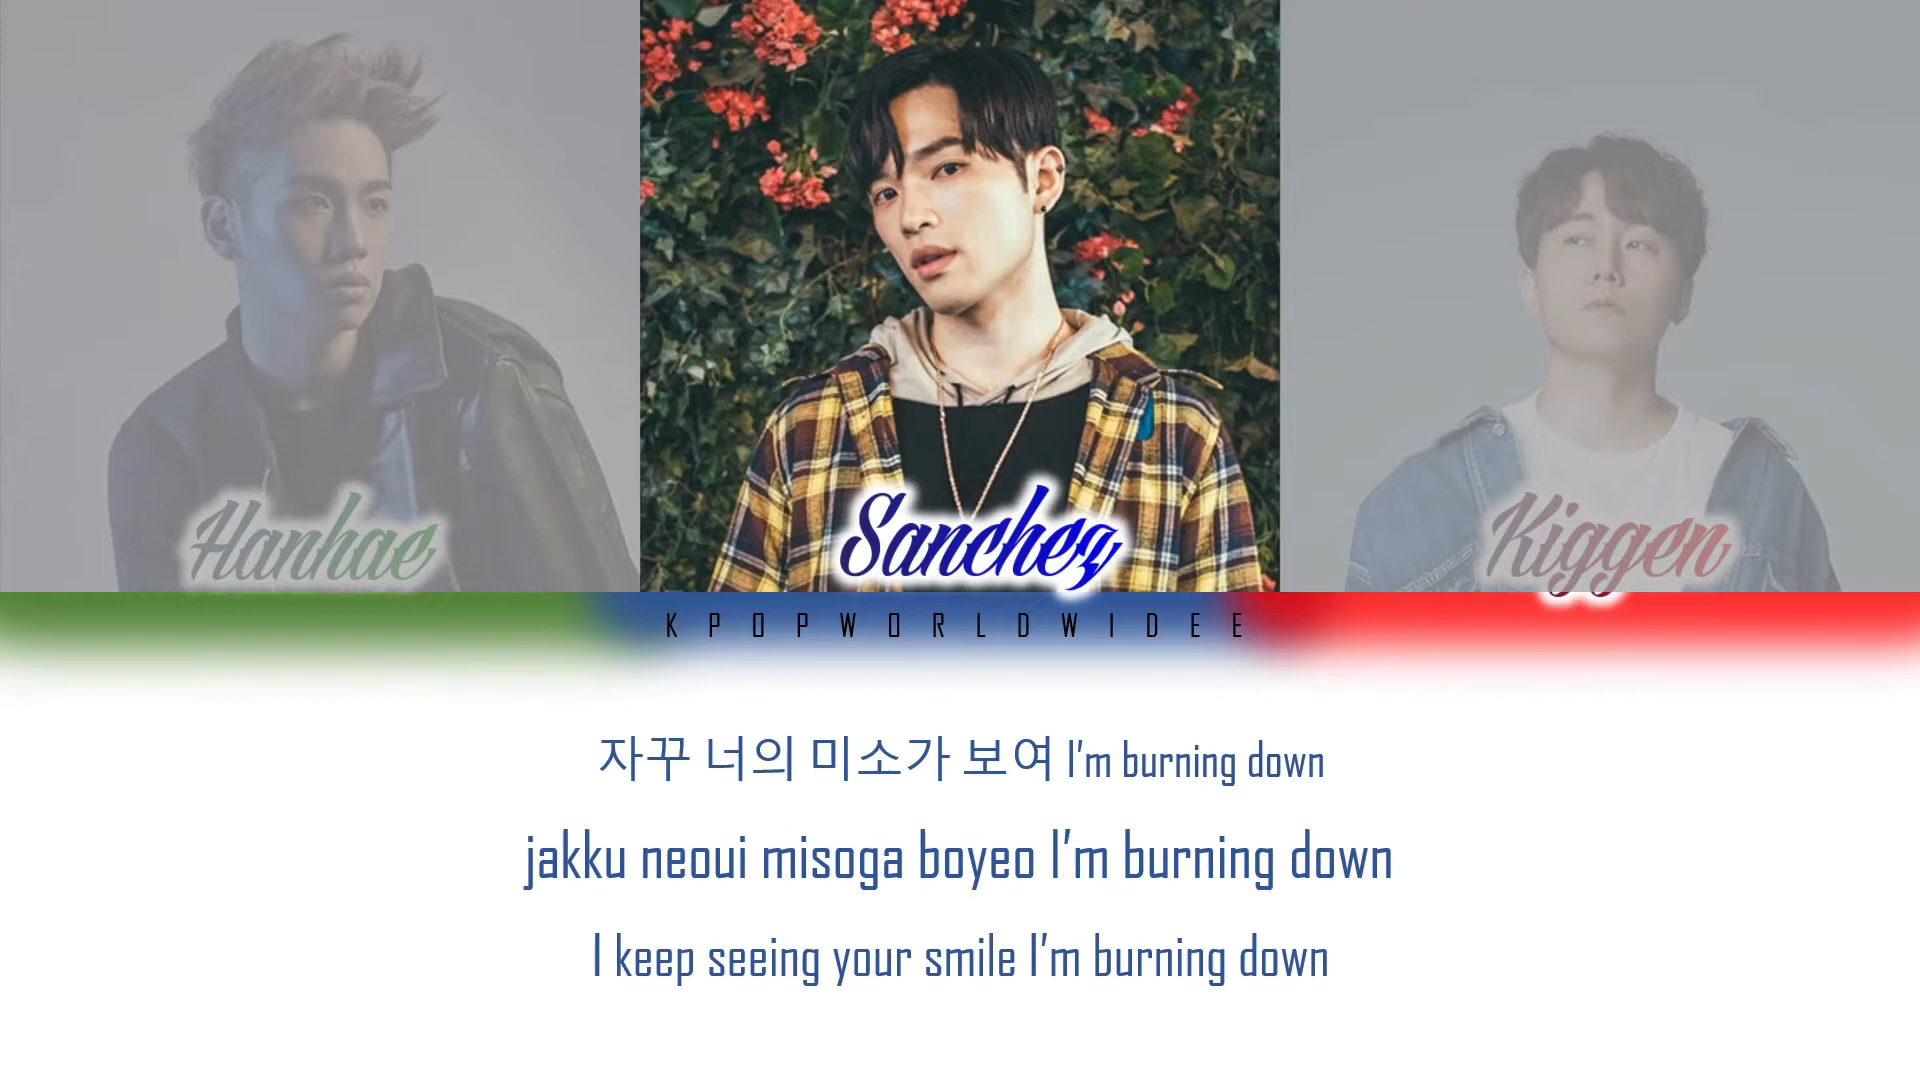 Hanhae
Sanchez
Kiggen
KPOPWORLDWIDEE
자꾸 너의 미소가 보여 I'm burning down
jakku neoui misoga boyeo I'm burning down
I keep seeing your smile I'm burning down